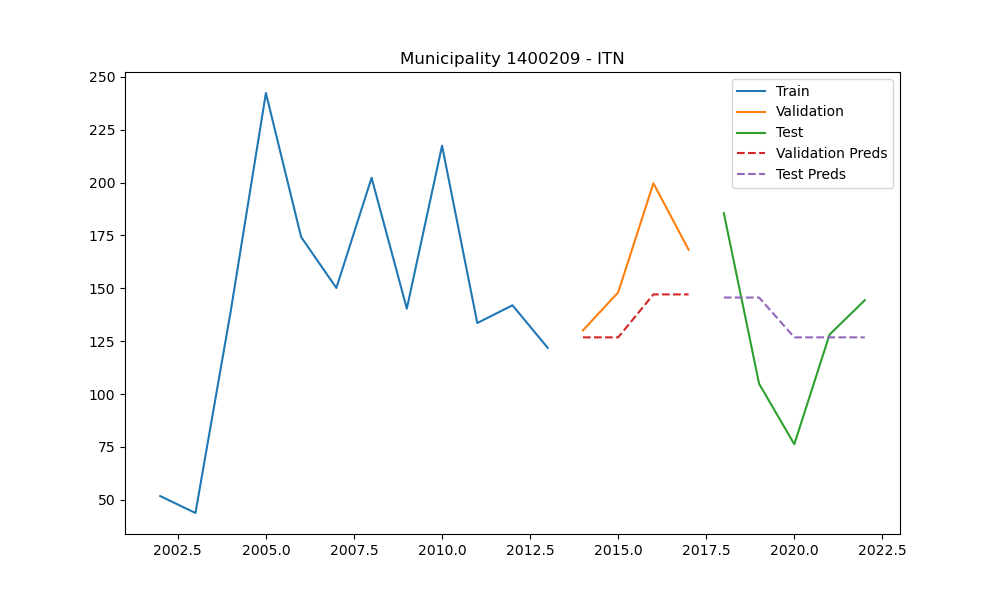 Municipality 1400209 - ITN
250
225
200
175
150
125
100
75
50
Train
Validation
Test
Validation Preds
Test Preds
2002.5 2005.0 2007.5 2010.0 2012.5 2015.0 2017.5 2020.0 2022.5